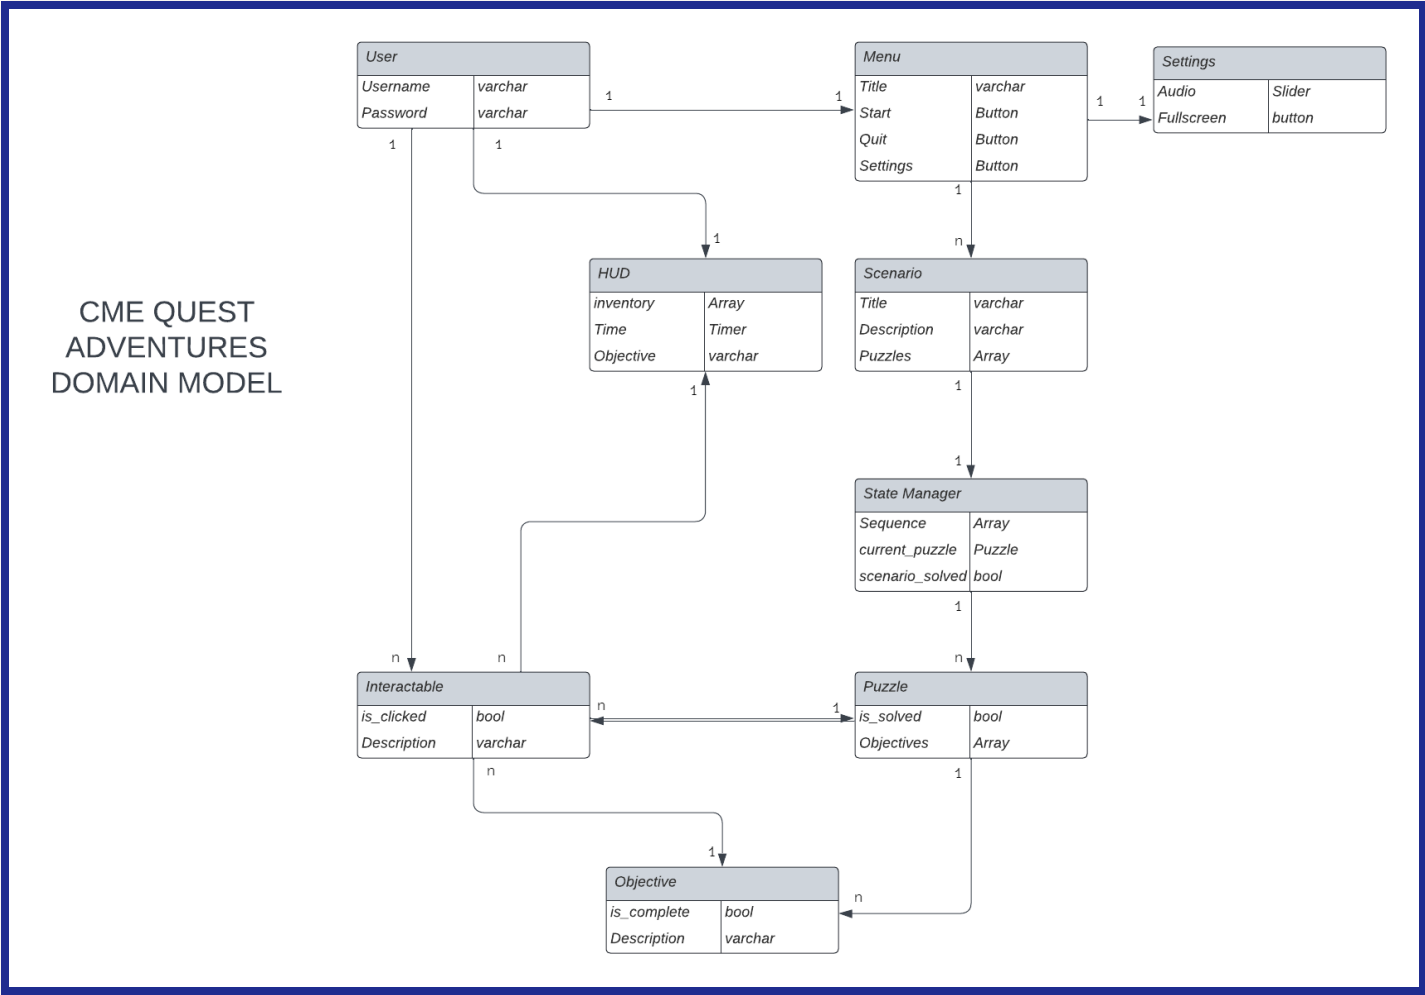 User
Username varchar
Password varchar
1 1
1 1
Menu
Title varchar
Start Button
Quit Button
Settings Button
1 1
Settings
Audio Slider
Fullscreen button
1
n
1
HUD
inventory Array
Time Timer
Objective varchar
1
Scenario
Title varchar
Description varchar
Puzzles Array
1
1
CME QUEST
ADVENTURES
DOMAIN MODEL
State Manager
Sequence Array
current_puzzle Puzzle
scenario_solved bool
1
n
n n
Interactable
is_clicked bool
Description varchar
n 1
n
Puzzle
is_solved bool
Objectives Array
1
1
n
Objective
is_complete bool
Description varchar